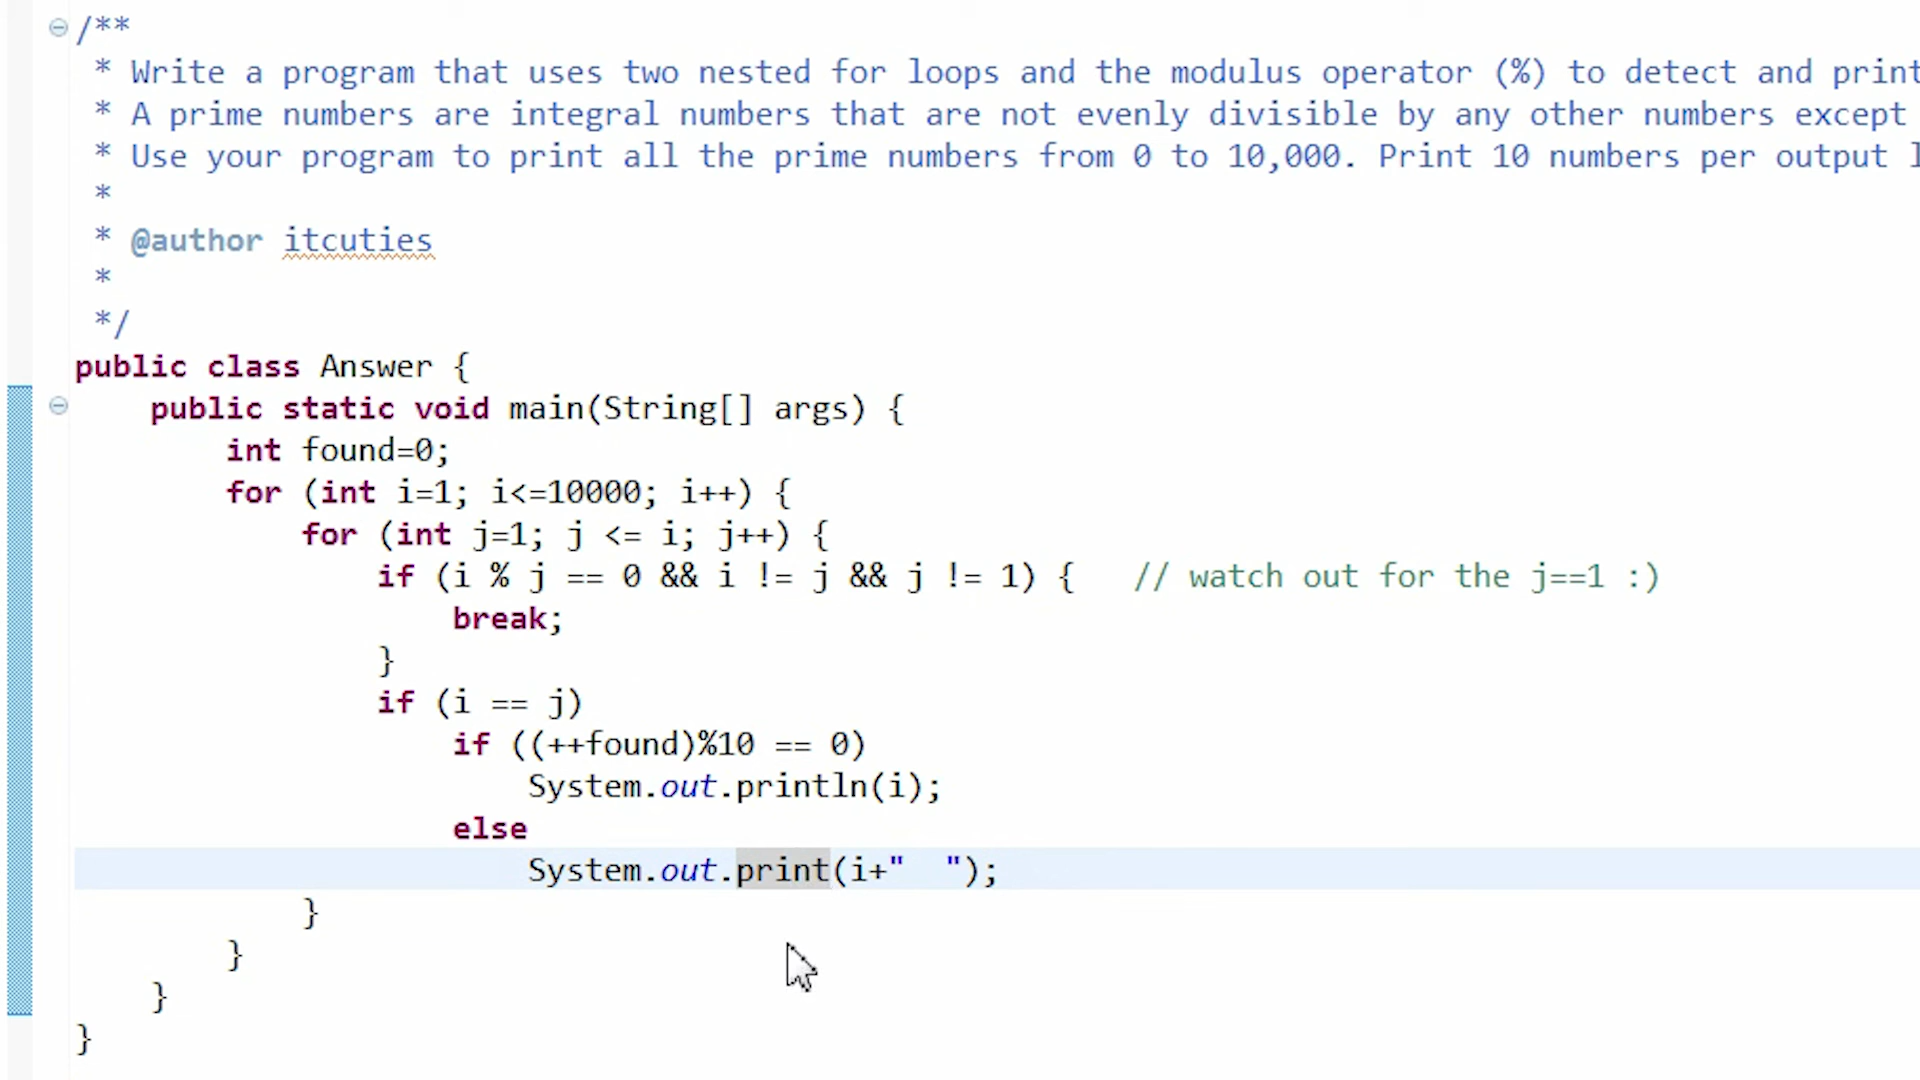 /**
* Write a program that uses two nested for loops and the modulus operator (%) to detect and print
* A prime numbers are integral numbers that are not evenly divisible by any other numbers except
* Use your program to print all the prime numbers from 0 to 10,000. Print 10 numbers per output
*
* @author itcuties
*
*/
public class Answer {
public static void main(String[] args) {
int found=0;
for (int i=1; i<=10000; i++) {
for (int j=1; j <= i; j++) {
if (i % j == 0 && i != j && j != 1) { // watch out for the j==1 :)
break;
}
if (i == j)
if ((++found)%10 == 0)
System.out.println(i);
else
System.out.print(i+"  ");
}
}
}
}